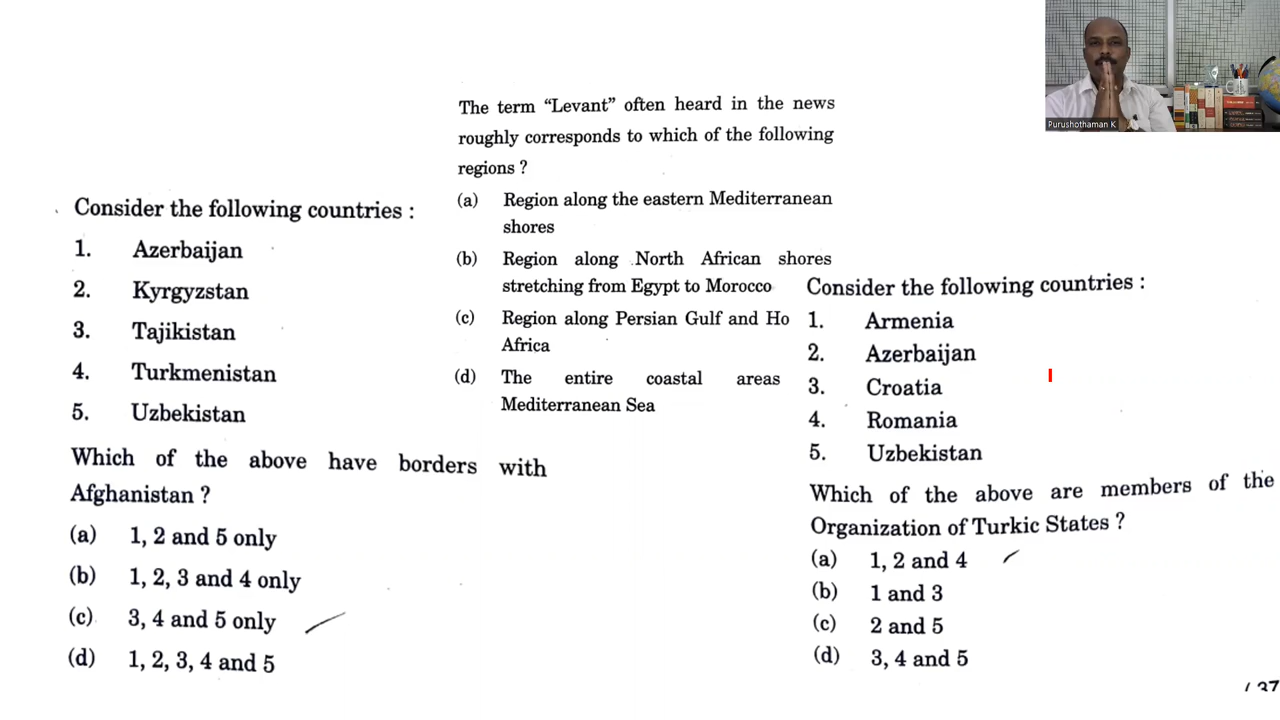 Purushothaman K
The term “Levant” often heard in the news
roughly corresponds to which of the following
regions ?
(a) Region along the eastern Mediterranean
shores
(b) Region along North African shores
stretching from Egypt to Morocco
(c) Region along Persian Gulf and Ho
Africa
(d) The entire coastal areas
Mediterranean Sea
Consider the following countries :
1. Azerbaijan
2. Kyrgyzstan
3. Tajikistan
4. Turkmenistan
5. Uzbekistan
Which of the above have borders with
Afghanistan ?
(a) 1, 2 and 5 only
(b) 1, 2, 3 and 4 only
(c) 3, 4 and 5 only
(d) 1, 2, 3, 4 and 5
Consider the following countries :
1. Armenia
2. Azerbaijan
3. Croatia
4. Romania
5. Uzbekistan
Which of the above are members of the
Organization of Turkic States ?
(a) 1, 2 and 4
(b) 1 and 3
(c) 2 and 5
(d) 3, 4 and 5